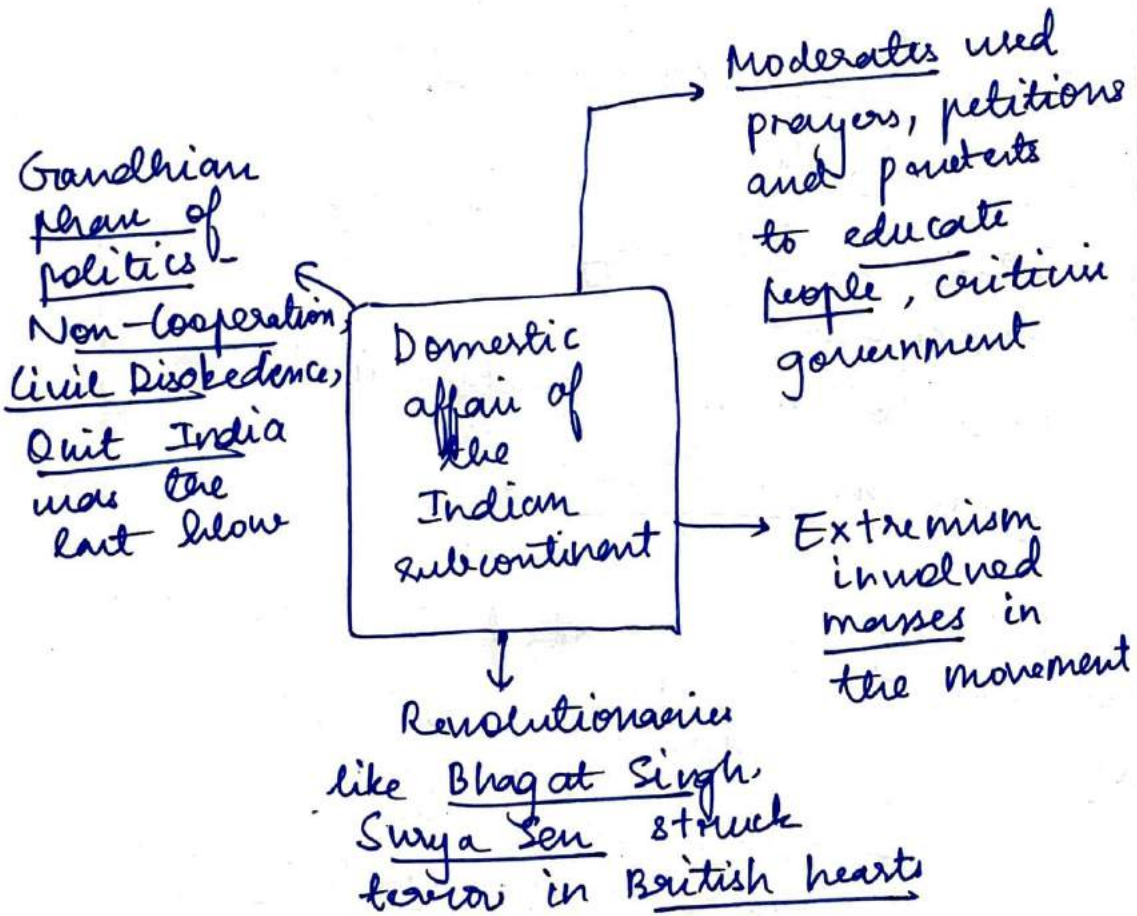 Moderates used
prayers, petitions
and protests
to educate
people, criticise
government
Gandhian
phase of
politics -
Non-Cooperation,
Civil Disobedence,
Quit India
was the
last blow
Domestic
affair of
the
Indian
subcontinent
Extremism
involved
masses in
the movement
Revolutionaries
like Bhagat Singh,
Surya Sen struck
terror in British hearts